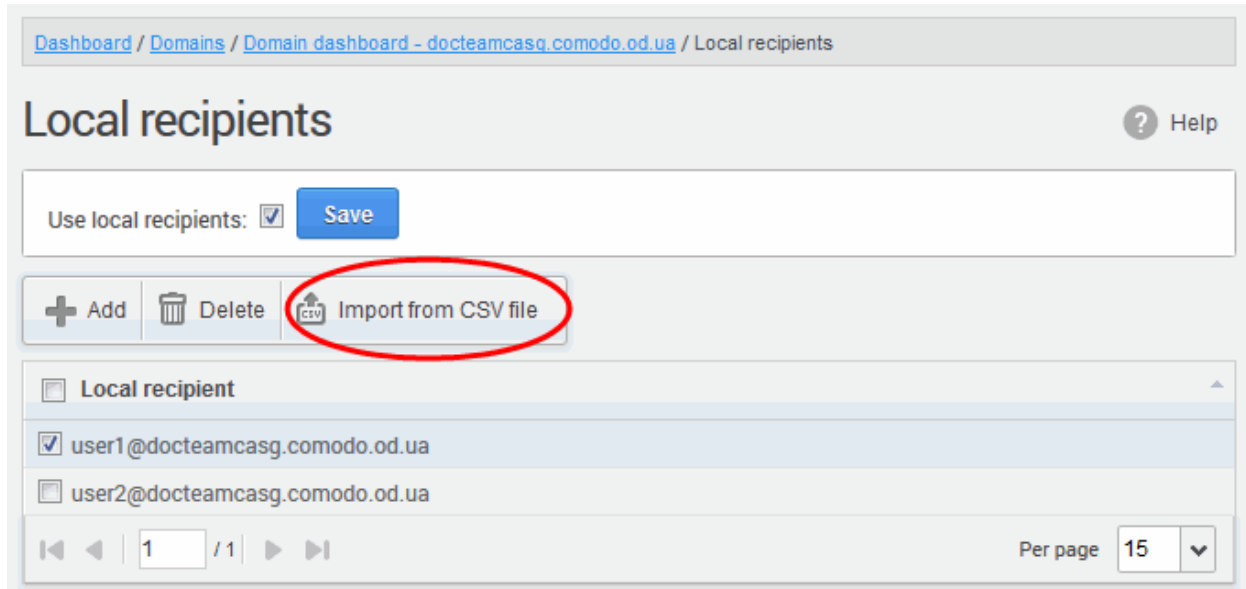 Dashboard / Domains / Domain dashboard - docteamcasg.comodo.od.ua / Local recipients
Local recipients
? Help
Use local recipients: Save
Add Delete CSV Import from CSV file
Local recipient
user1@docteamcasg.comodo.od.ua
user2@docteamcasg.comodo.od.ua
1 / 1 Per page 15